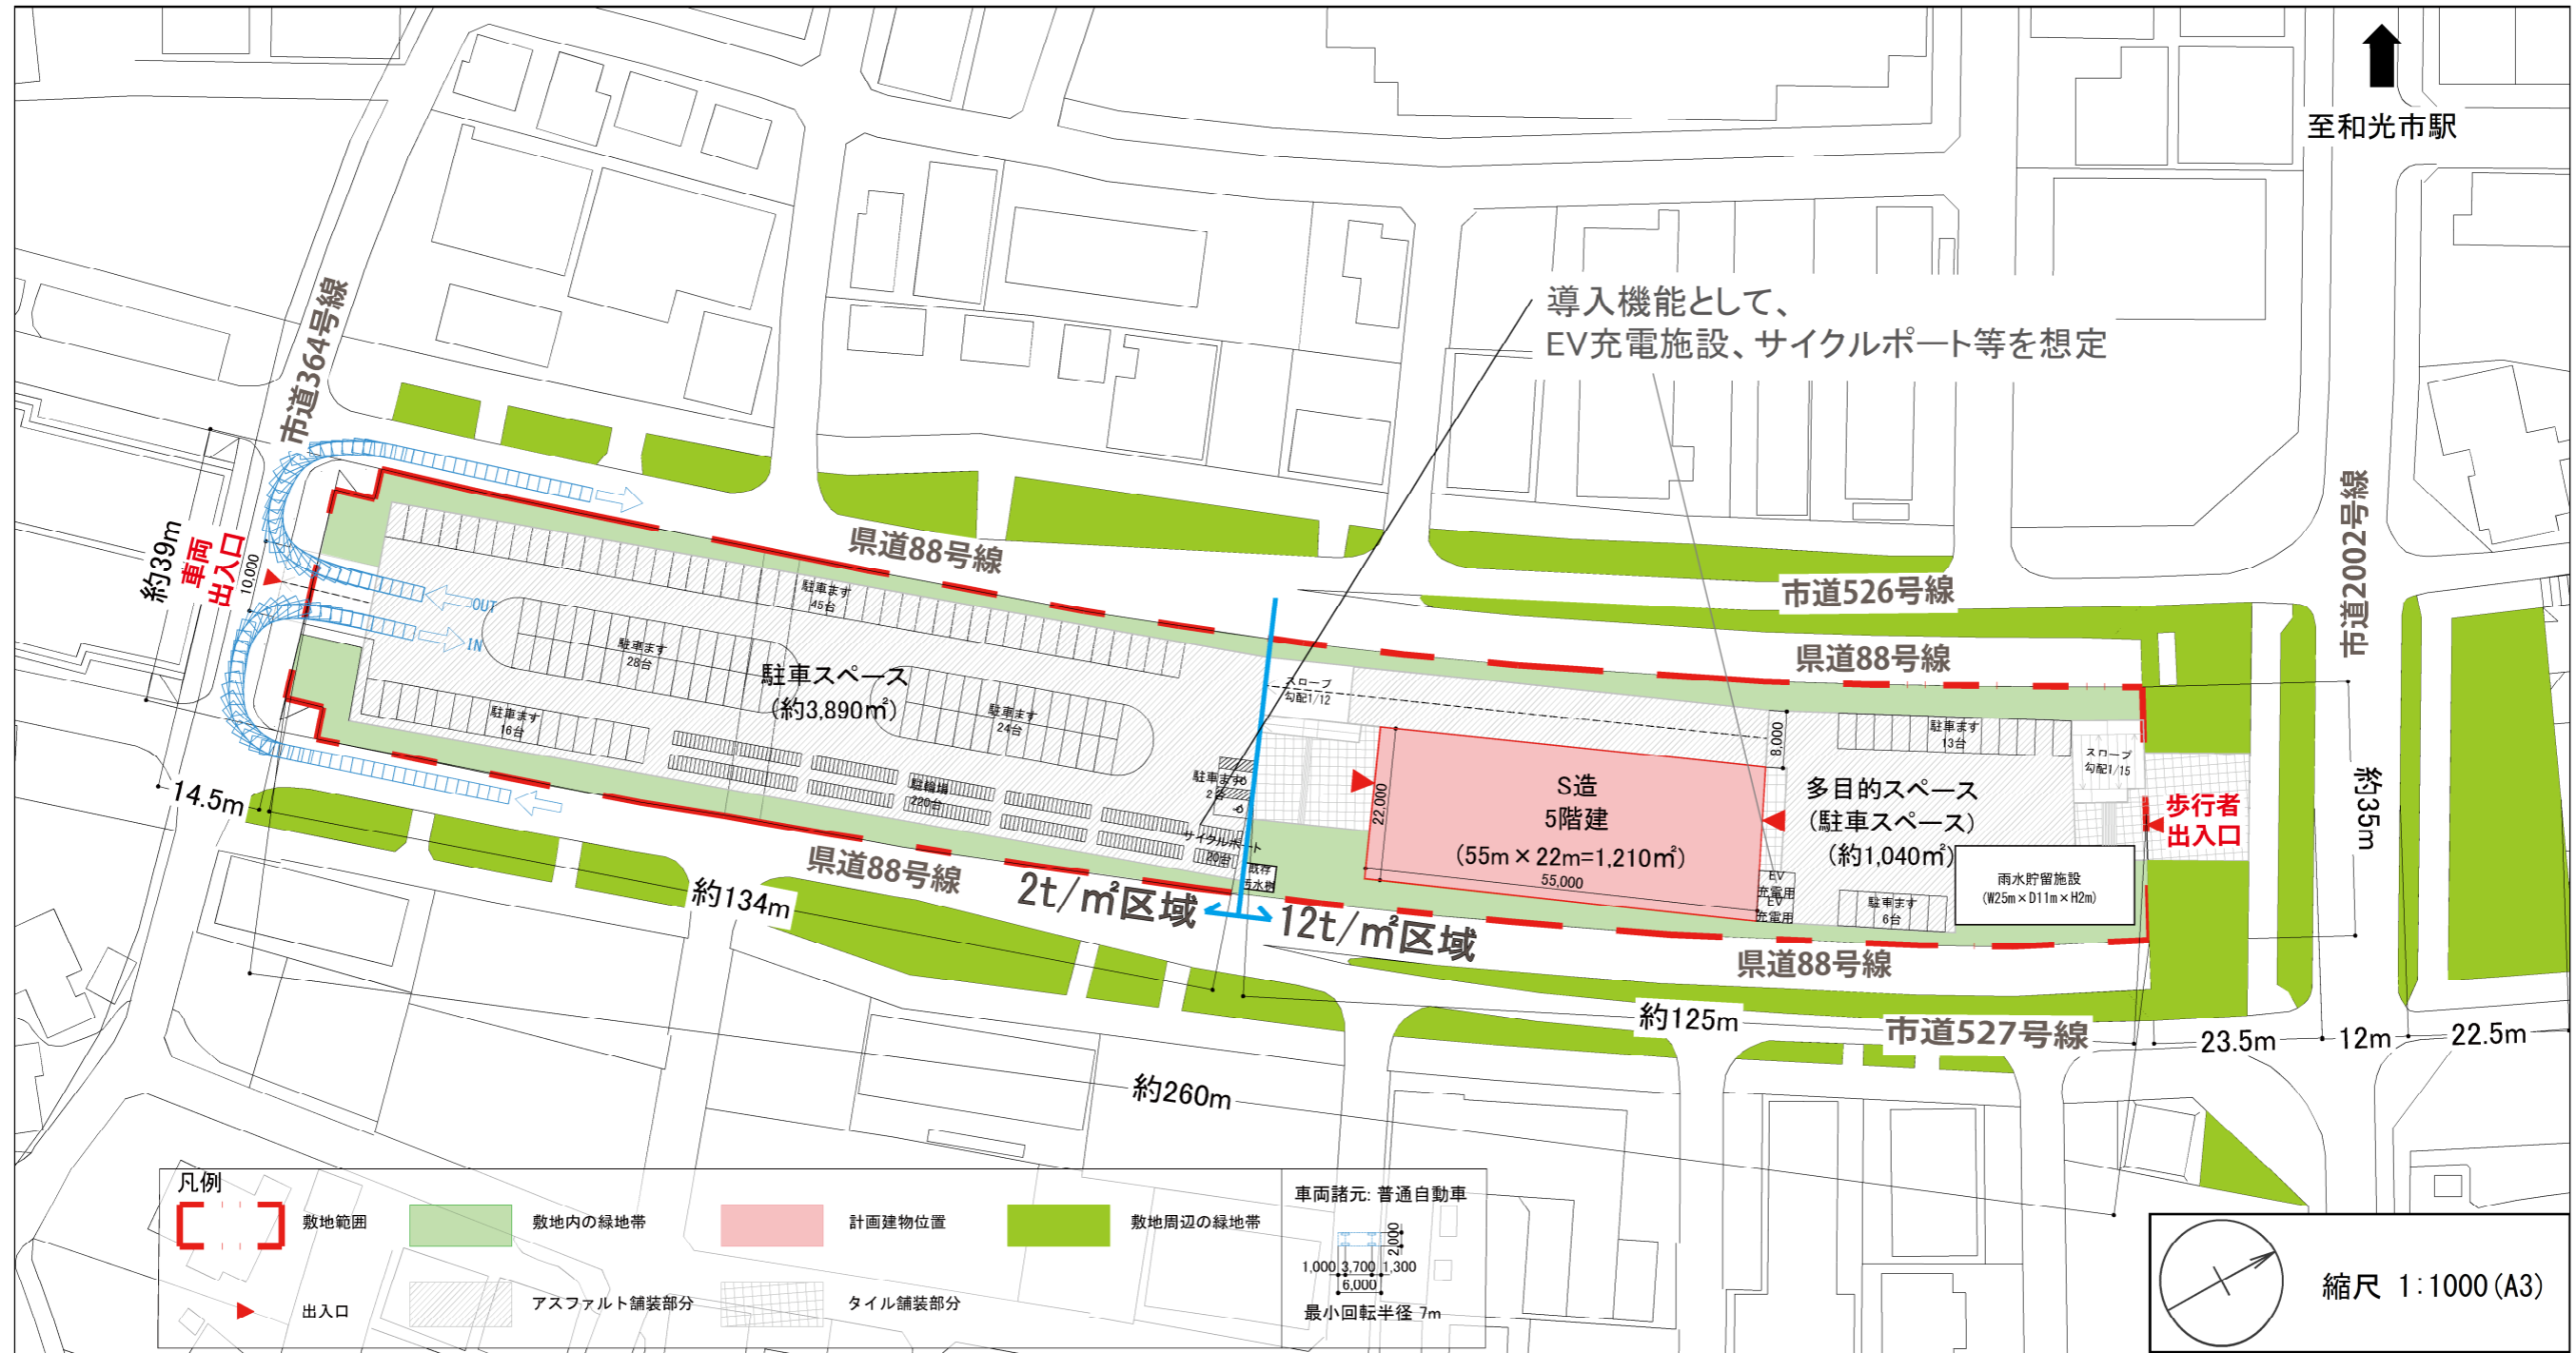 至和光市駅
導入機能として、
EV充電施設、サイクルポート等を想定
市道364号線
市道2002号線
約39m
車両
出入口
10,000
OUT
IN
県道88号線
駐車ます
45台
駐車ます
28台
駐車スペース
(約3,890㎡)
駐車ます
24台
駐車ます
16台
駐輪場
220台
駐車ます
2台
サイクルポート
20台
既存
汚水桝
スロープ
勾配1/12
市道526号線
県道88号線
8,000
22,000
S造
5階建
(55m×22m=1,210㎡)
55,000
駐車ます
13台
多目的スペース
(駐車スペース)
(約1,040㎡)
スロープ
勾配1/15
歩行者
出入口
約35m
EV
充電用
EV
充電用
駐車ます
6台
雨水貯留施設
(W25m×D11m×H2m)
14.5m
県道88号線
約134m
2t/㎡区域
12t/㎡区域
県道88号線
約125m
市道527号線
23.5m
12m
22.5m
約260m
凡例
敷地範囲
敷地内の緑地帯
計画建物位置
敷地周辺の緑地帯
出入口
アスファルト舗装部分
タイル舗装部分
車両諸元: 普通自動車
2,000
1,000 3,700 1,300
6,000
最小回転半径 7m
縮尺 1:1000(A3)